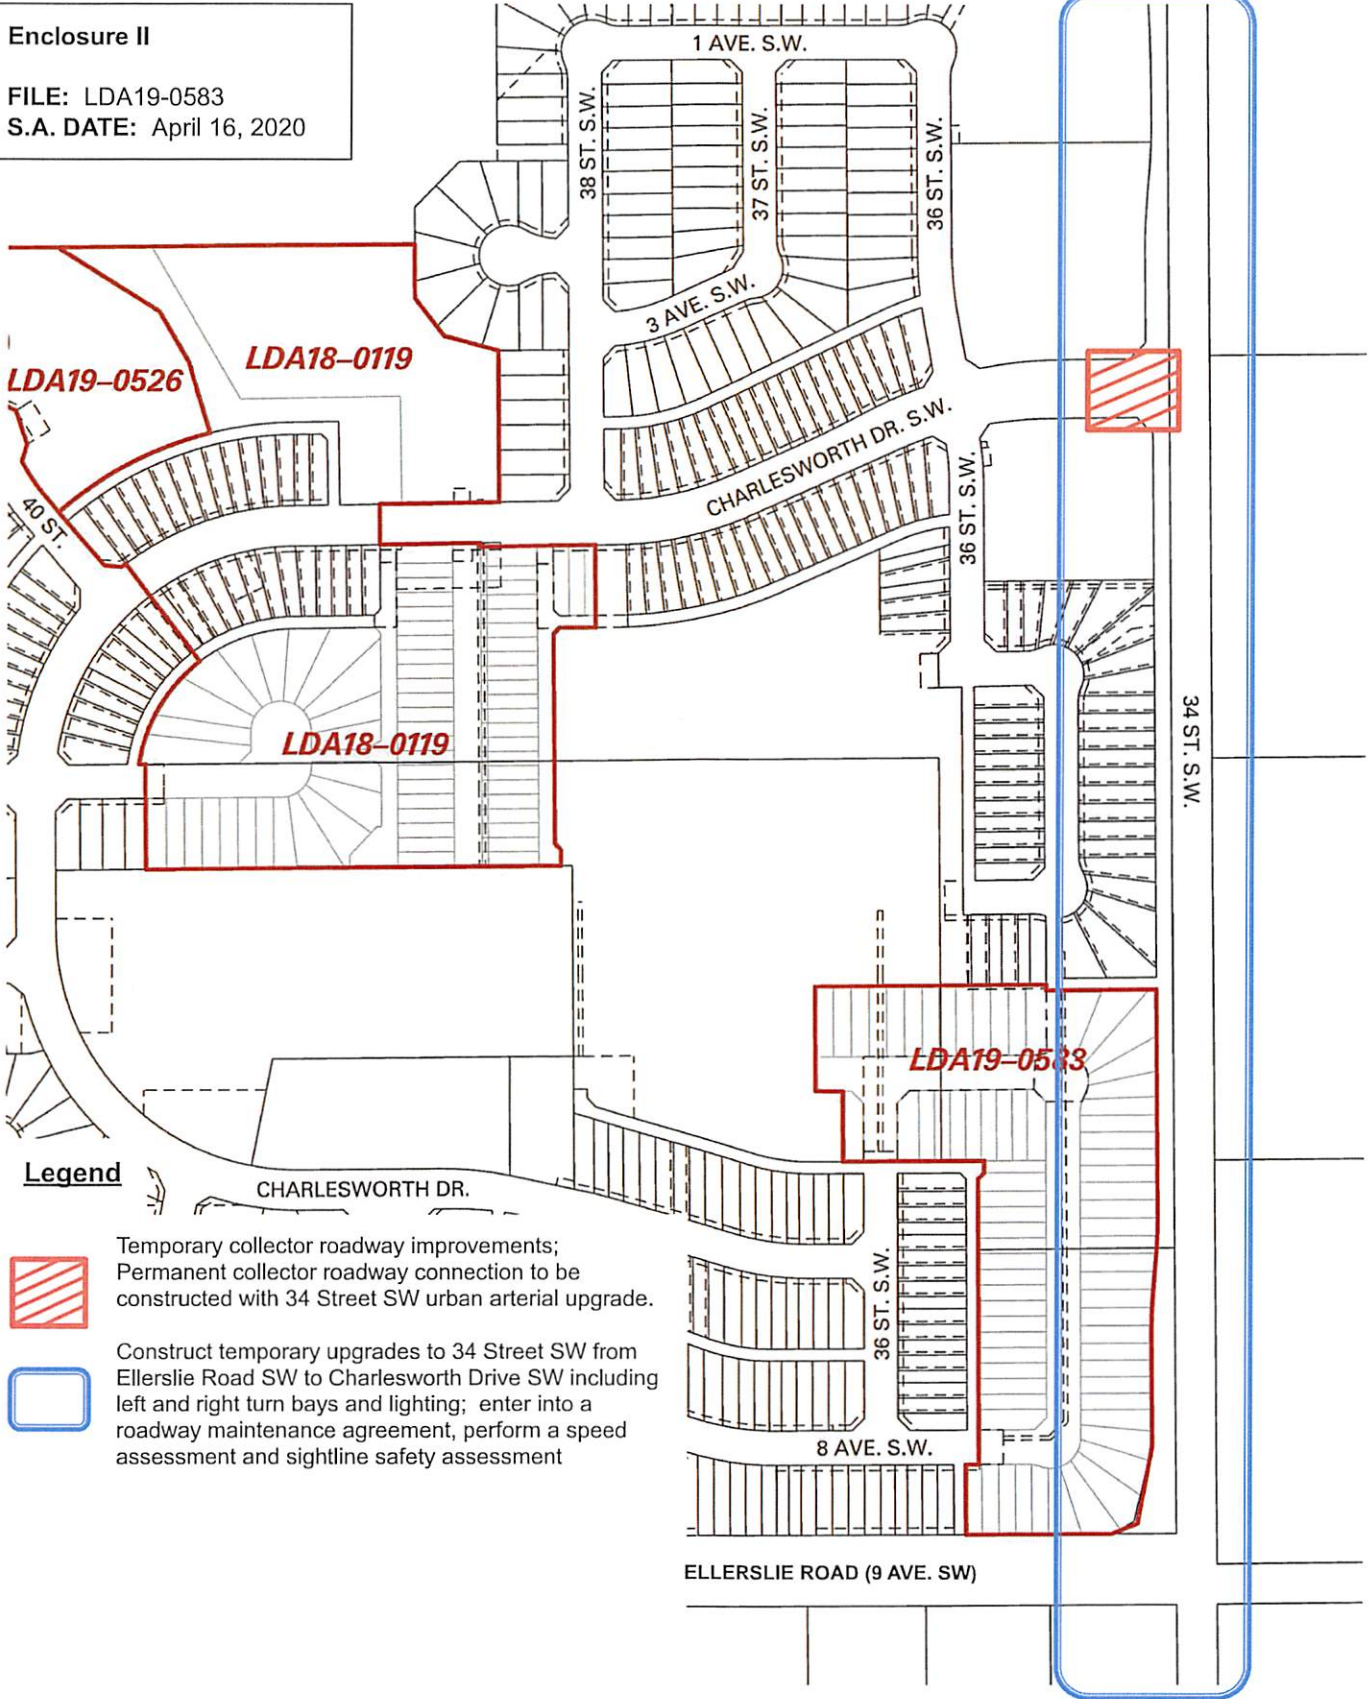 Enclosure II
FILE: LDA19-0583
S.A. DATE: April 16, 2020
1 AVE. S.W.
38 ST. S.W.
37 ST. S.W.
36 ST. S.W.
3 AVE. S.W.
LDA18-0119
LDA19-0526
CHARLESWORTH DR. S.W.
40 ST.
36 ST. S.W.
34 ST. S.W.
LDA18-0119
LDA19-0583
Legend
CHARLESWORTH DR.
Temporary collector roadway improvements;
Permanent collector roadway connection to be
constructed with 34 Street SW urban arterial upgrade.
Construct temporary upgrades to 34 Street SW from
Ellerslie Road SW to Charlesworth Drive SW including
left and right turn bays and lighting; enter into a
roadway maintenance agreement, perform a speed
assessment and sightline safety assessment
36 ST. S.W.
8 AVE. S.W.
ELLERSLIE ROAD (9 AVE. SW)